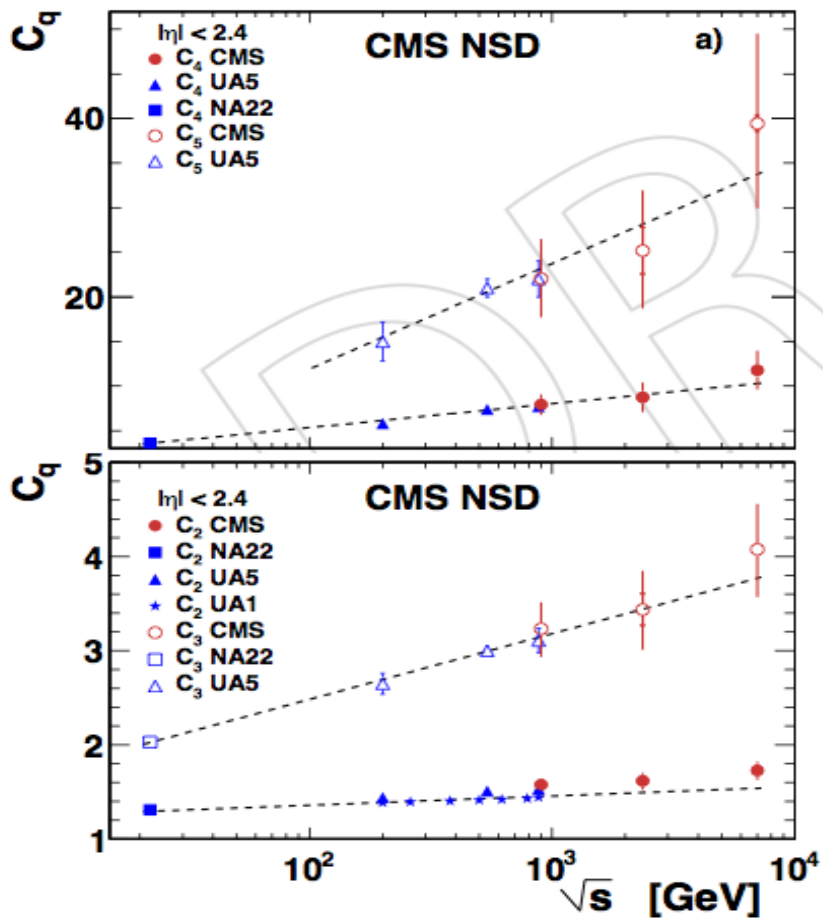 C_q
|η| < 2.4
CMS NSD
a)
C_4 CMS
C_4 UA5
C_4 NA22
C_5 CMS
C_5 UA5
40
20
C_q
5
|η| < 2.4
CMS NSD
C_2 CMS
C_2 NA22
C_2 UA5
C_2 UA1
C_3 CMS
C_3 NA22
C_3 UA5
4
3
2
1
10^2
10^3
10^4
√s [GeV]